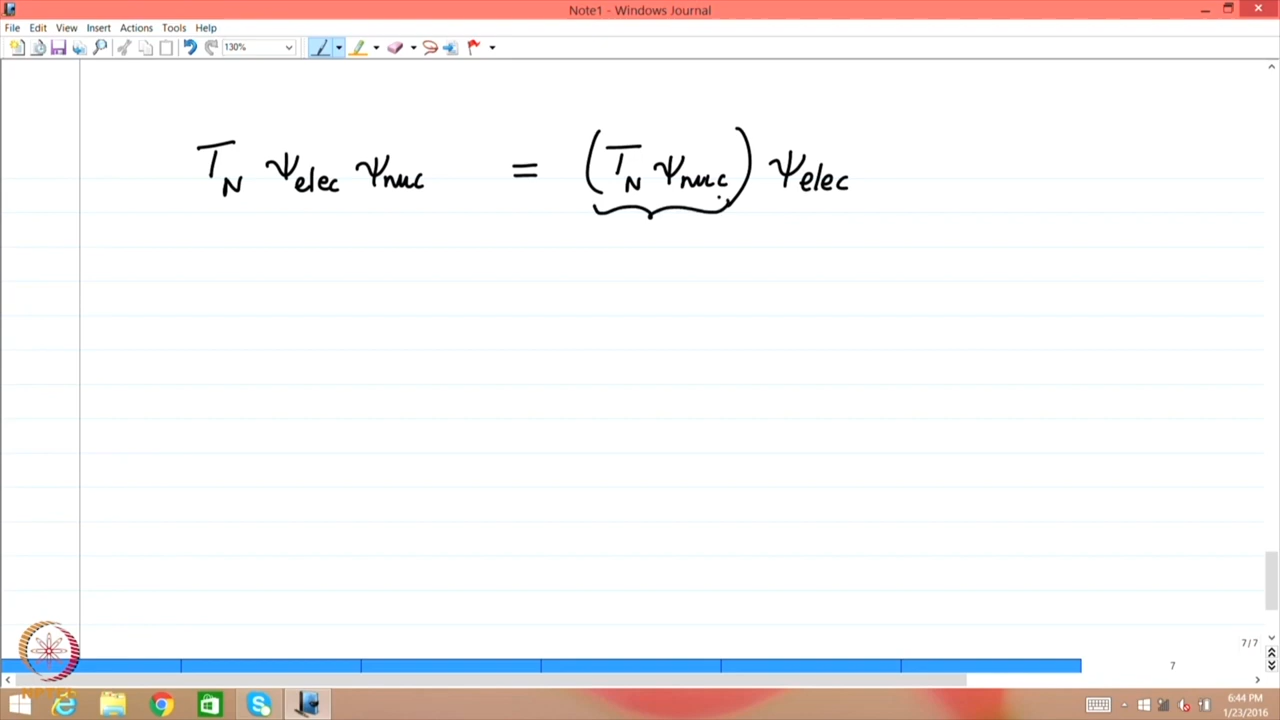 Note1 - Windows Journal
File Edit View Insert Actions Tools Help
130%
T_N ψ_elec ψ_nuc = (T_N ψ_nuc) ψ_elec
7/7
7
NPTEL
6:44 PM
1/23/2016